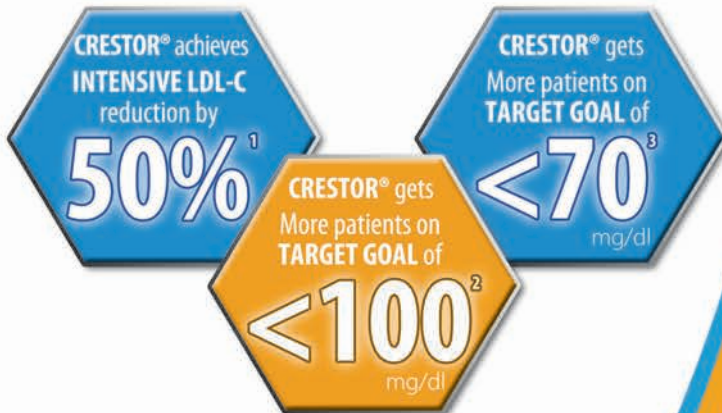 CRESTOR® achieves
INTENSIVE LDL-C
reduction by
50%¹
CRESTOR® gets
More patients on
TARGET GOAL of
<70³
mg/dl
CRESTOR® gets
More patients on
TARGET GOAL of
<100²
mg/dl